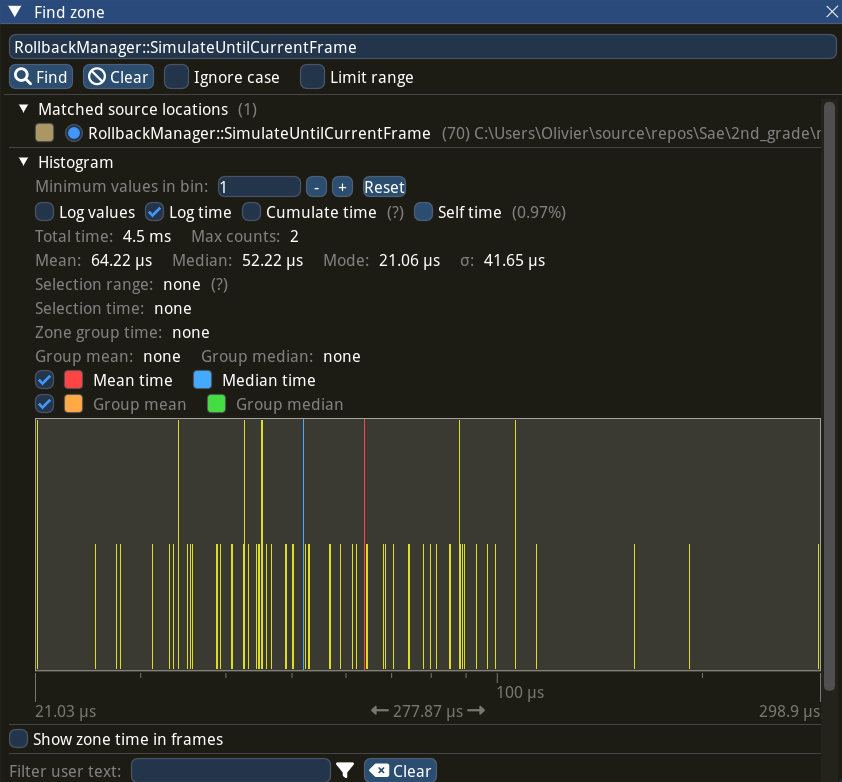 Find zone
RollbackManager::SimulateUntilCurrentFrame
Find Clear Ignore case Limit range
Matched source locations (1)
RollbackManager::SimulateUntilCurrentFrame (70) C:\Users\Olivier\source\repos\Sae\2nd_grade\r
Histogram
Minimum values in bin: 1 - + Reset
Log values Log time Cumulate time (?) Self time (0.97%)
Total time: 4.5 ms Max counts: 2
Mean: 64.22 µs Median: 52.22 µs Mode: 21.06 µs σ: 41.65 µs
Selection range: none (?)
Selection time: none
Zone group time: none
Group mean: none Group median: none
Mean time Median time
Group mean Group median
100 µs
21.03 µs 277.87 µs 298.9 µs
Show zone time in frames
Filter user text: Clear